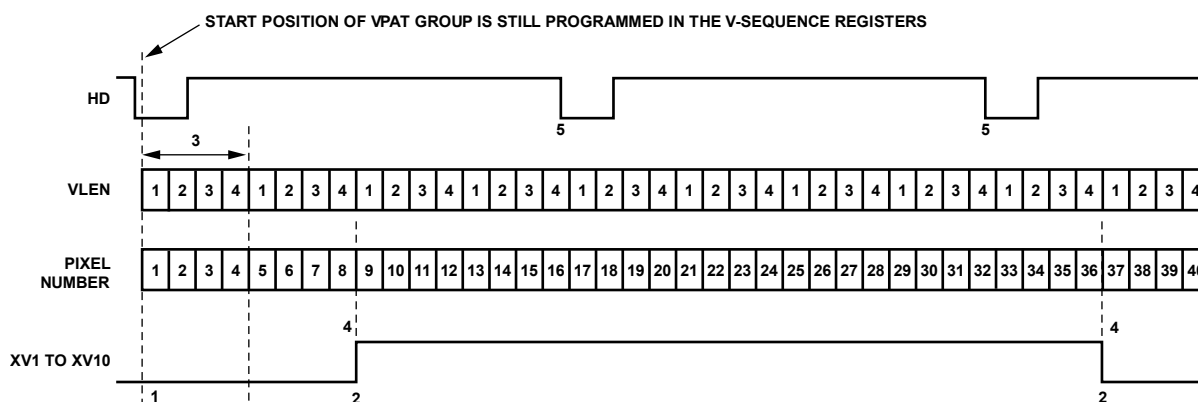 START POSITION OF VPAT GROUP IS STILL PROGRAMMED IN THE V-SEQUENCE REGISTERS
HD
5 5
3
VLEN 1 2 3 4 1 2 3 4 1 2 3 4 1 2 3 4 1 2 3 4 1 2 3 4 1 2 3 4 1 2 3 4 1 2 3 4 1 2 3 4
PIXEL
NUMBER
1 2 3 4 5 6 7 8 9 10 11 12 13 14 15 16 17 18 19 20 21 22 23 24 25 26 27 28 29 30 31 32 33 34 35 36 37 38 39 40
4 4
XV1 TO XV10
1 2 2